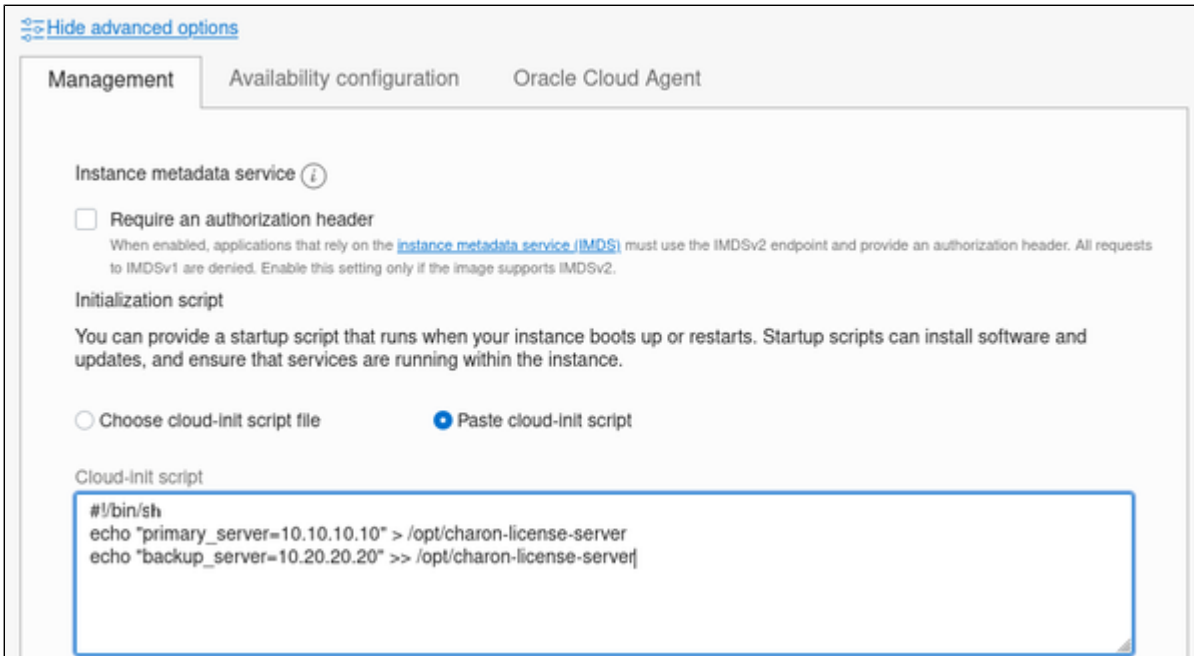 Hide advanced options
Management Availability configuration Oracle Cloud Agent
Instance metadata service i
Require an authorization header
When enabled, applications that rely on the instance metadata service (IMDS) must use the IMDSv2 endpoint and provide an authorization header. All requests
to IMDSv1 are denied. Enable this setting only if the image supports IMDSv2.
Initialization script
You can provide a startup script that runs when your instance boots up or restarts. Startup scripts can install software and
updates, and ensure that services are running within the instance.
Choose cloud-init script file Paste cloud-init script
Cloud-init script
#!/bin/sh
echo "primary_server=10.10.10.10" > /opt/charon-license-server
echo "backup_server=10.20.20.20" >> /opt/charon-license-server